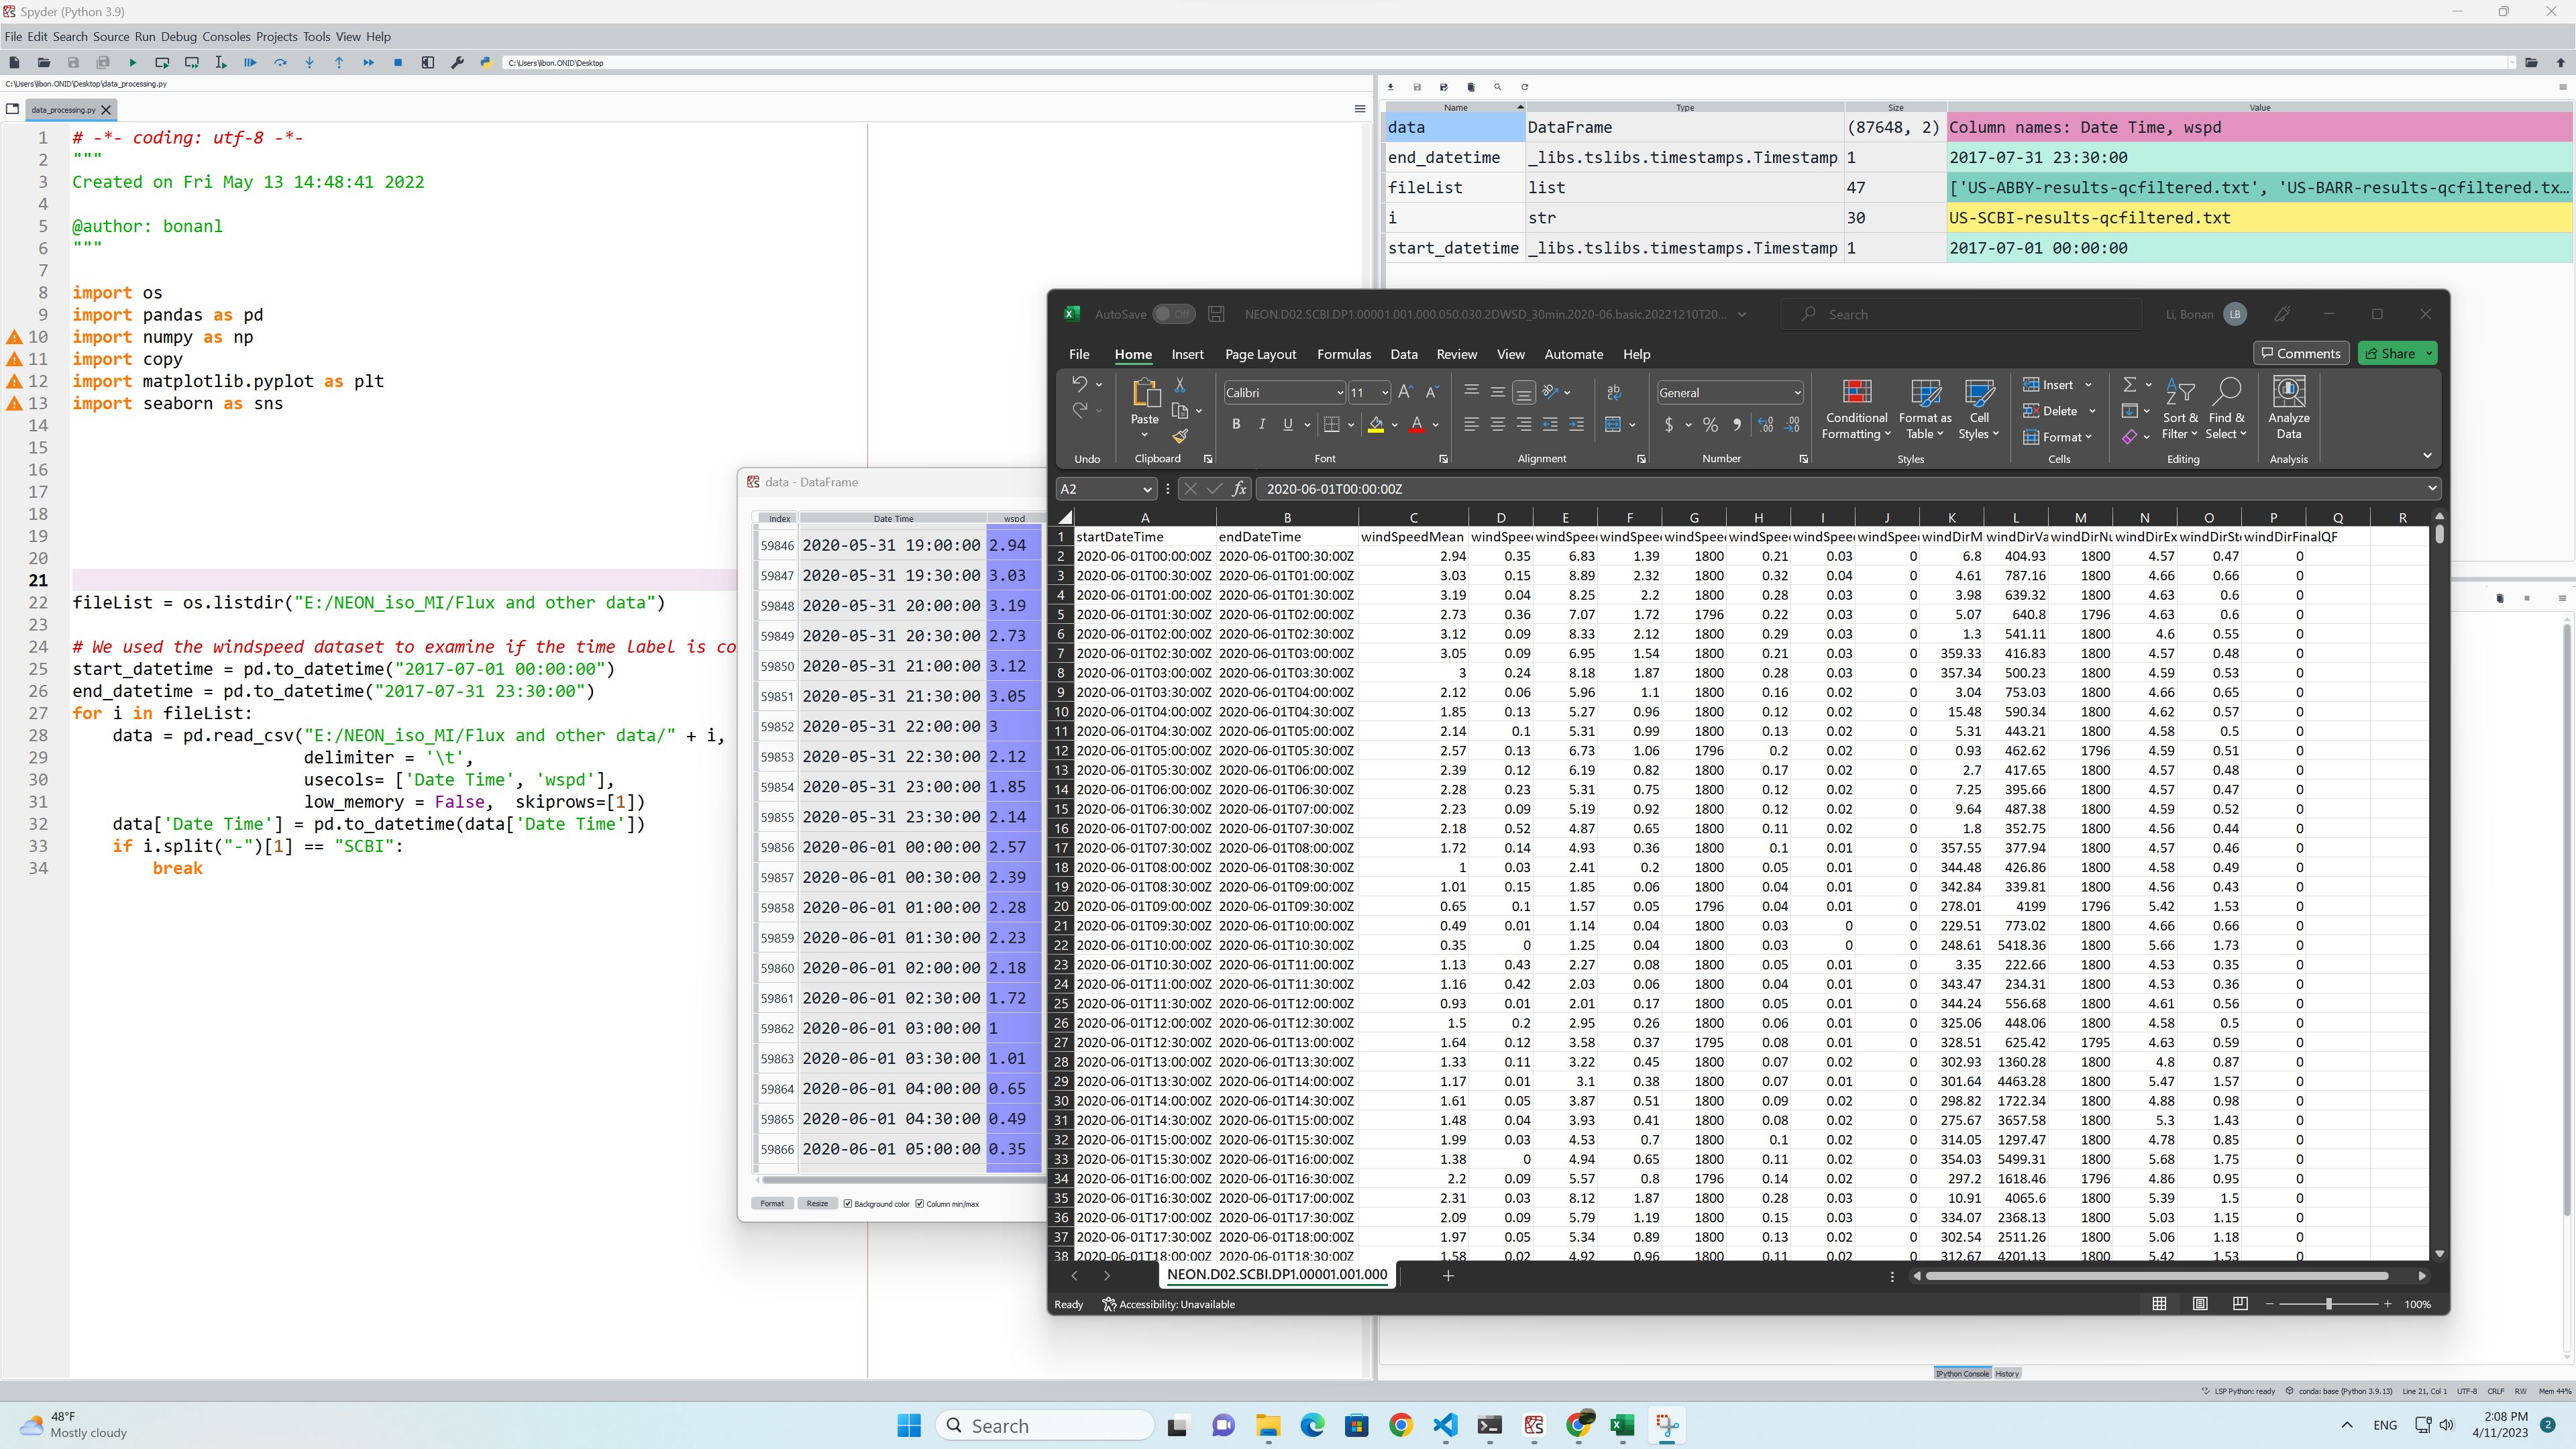 Spyder (Python 3.9)
File Edit Search Source Run Debug Consoles Projects Tools View Help
C:\Users\libon.ONID\Desktop
C:\Users\libon.ONID\Desktop\data_processing.py
data_processing.py
1 # -*- coding: utf-8 -*-
2 """
3 Created on Fri May 13 14:48:41 2022
4
5 @author: bonanl
6 """
7
8 import os
9 import pandas as pd
10 import numpy as np
11 import copy
12 import matplotlib.pyplot as plt
13 import seaborn as sns
14
15
16
17
18
19
20
21
22 fileList = os.listdir("E:/NEON_iso_MI/Flux and other data")
23
24 # We used the windspeed dataset to examine if the time label is co
25 start_datetime = pd.to_datetime("2017-07-01 00:00:00")
26 end_datetime = pd.to_datetime("2017-07-31 23:30:00")
27 for i in fileList:
28 data = pd.read_csv("E:/NEON_iso_MI/Flux and other data/" + i,
29 delimiter = '\t',
30 usecols= ['Date Time', 'wspd'],
31 low_memory = False, skiprows=[1])
32 data['Date Time'] = pd.to_datetime(data['Date Time'])
33 if i.split("-")[1] == "SCBI":
34 break
Name Type Size Value
data DataFrame (87648, 2) Column names: Date Time, wspd
end_datetime _libs.tslibs.timestamps.Timestamp 1 2017-07-31 23:30:00
fileList list 47 ['US-ABBY-results-qcfiltered.txt', 'US-BARR-results-qcfiltered.tx...
i str 30 US-SCBI-results-qcfiltered.txt
start_datetime _libs.tslibs.timestamps.Timestamp 1 2017-07-01 00:00:00
data - DataFrame
Index Date Time wspd
59846 2020-05-31 19:00:00 2.94
59847 2020-05-31 19:30:00 3.03
59848 2020-05-31 20:00:00 3.19
59849 2020-05-31 20:30:00 2.73
59850 2020-05-31 21:00:00 3.12
59851 2020-05-31 21:30:00 3.05
59852 2020-05-31 22:00:00 3
59853 2020-05-31 22:30:00 2.12
59854 2020-05-31 23:00:00 1.85
59855 2020-05-31 23:30:00 2.14
59856 2020-06-01 00:00:00 2.57
59857 2020-06-01 00:30:00 2.39
59858 2020-06-01 01:00:00 2.28
59859 2020-06-01 01:30:00 2.23
59860 2020-06-01 02:00:00 2.18
59861 2020-06-01 02:30:00 1.72
59862 2020-06-01 03:00:00 1
59863 2020-06-01 03:30:00 1.01
59864 2020-06-01 04:00:00 0.65
59865 2020-06-01 04:30:00 0.49
59866 2020-06-01 05:00:00 0.35
Format Resize Background color Column min/max
AutoSave Off NEON.D02.SCBI.DP1.00001.001.000.050.030.2DWSD_30min.2020-06.basic.20221210T20... Search Li, Bonan LB
File Home Insert Page Layout Formulas Data Review View Automate Help Comments Share
Calibri 11 General Insert Delete Format
Paste Conditional Formatting Format as Table Cell Styles Sort & Filter Find & Select Analyze Data
Undo Clipboard Font Alignment Number Styles Cells Editing Analysis
A2 fx 2020-06-01T00:00:00Z
A B C D E F G H I J K L M N O P Q R
1 startDateTime endDateTime windSpeedMean windSpee windSpee windSpee windSpee windSpee windSpee windSpee windDirM windDirVa windDirNu windDirEx windDirSt windDirFinalQF
2 2020-06-01T00:00:00Z 2020-06-01T00:30:00Z 2.94 0.35 6.83 1.39 1800 0.21 0.03 0 6.8 404.93 1800 4.57 0.47 0
3 2020-06-01T00:30:00Z 2020-06-01T01:00:00Z 3.03 0.15 8.89 2.32 1800 0.32 0.04 0 4.61 787.16 1800 4.66 0.66 0
4 2020-06-01T01:00:00Z 2020-06-01T01:30:00Z 3.19 0.04 8.25 2.2 1800 0.28 0.03 0 3.98 639.32 1800 4.63 0.6 0
5 2020-06-01T01:30:00Z 2020-06-01T02:00:00Z 2.73 0.36 7.07 1.72 1796 0.22 0.03 0 5.07 640.8 1796 4.63 0.6 0
6 2020-06-01T02:00:00Z 2020-06-01T02:30:00Z 3.12 0.09 8.33 2.12 1800 0.29 0.03 0 1.3 541.11 1800 4.6 0.55 0
7 2020-06-01T02:30:00Z 2020-06-01T03:00:00Z 3.05 0.09 6.95 1.54 1800 0.21 0.03 0 359.33 416.83 1800 4.57 0.48 0
8 2020-06-01T03:00:00Z 2020-06-01T03:30:00Z 3 0.24 8.18 1.87 1800 0.28 0.03 0 357.34 500.23 1800 4.59 0.53 0
9 2020-06-01T03:30:00Z 2020-06-01T04:00:00Z 2.12 0.06 5.96 1.1 1800 0.16 0.02 0 3.04 753.03 1800 4.66 0.65 0
10 2020-06-01T04:00:00Z 2020-06-01T04:30:00Z 1.85 0.13 5.27 0.96 1800 0.12 0.02 0 15.48 590.34 1800 4.62 0.57 0
11 2020-06-01T04:30:00Z 2020-06-01T05:00:00Z 2.14 0.1 5.31 0.99 1800 0.13 0.02 0 5.31 443.21 1800 4.58 0.5 0
12 2020-06-01T05:00:00Z 2020-06-01T05:30:00Z 2.57 0.13 6.73 1.06 1796 0.2 0.02 0 0.93 462.62 1796 4.59 0.51 0
13 2020-06-01T05:30:00Z 2020-06-01T06:00:00Z 2.39 0.12 6.19 0.82 1800 0.17 0.02 0 2.7 417.65 1800 4.57 0.48 0
14 2020-06-01T06:00:00Z 2020-06-01T06:30:00Z 2.28 0.23 5.31 0.75 1800 0.12 0.02 0 7.25 395.66 1800 4.57 0.47 0
15 2020-06-01T06:30:00Z 2020-06-01T07:00:00Z 2.23 0.09 5.19 0.92 1800 0.12 0.02 0 9.64 487.38 1800 4.59 0.52 0
16 2020-06-01T07:00:00Z 2020-06-01T07:30:00Z 2.18 0.52 4.87 0.65 1800 0.11 0.02 0 1.8 352.75 1800 4.56 0.44 0
17 2020-06-01T07:30:00Z 2020-06-01T08:00:00Z 1.72 0.14 4.93 0.36 1800 0.1 0.01 0 357.55 377.94 1800 4.57 0.46 0
18 2020-06-01T08:00:00Z 2020-06-01T08:30:00Z 1 0.03 2.41 0.2 1800 0.05 0.01 0 344.48 426.86 1800 4.58 0.49 0
19 2020-06-01T08:30:00Z 2020-06-01T09:00:00Z 1.01 0.15 1.85 0.06 1800 0.04 0.01 0 342.84 339.81 1800 4.56 0.43 0
20 2020-06-01T09:00:00Z 2020-06-01T09:30:00Z 0.65 0.1 1.57 0.05 1796 0.04 0.01 0 278.01 4199 1796 5.42 1.53 0
21 2020-06-01T09:30:00Z 2020-06-01T10:00:00Z 0.49 0.01 1.14 0.04 1800 0.03 0 0 229.51 773.02 1800 4.66 0.66 0
22 2020-06-01T10:00:00Z 2020-06-01T10:30:00Z 0.35 0 1.25 0.04 1800 0.03 0 0 248.61 5418.36 1800 5.66 1.73 0
23 2020-06-01T10:30:00Z 2020-06-01T11:00:00Z 1.13 0.43 2.27 0.08 1800 0.05 0.01 0 3.35 222.66 1800 4.53 0.35 0
24 2020-06-01T11:00:00Z 2020-06-01T11:30:00Z 1.16 0.42 2.03 0.06 1800 0.04 0.01 0 343.47 234.31 1800 4.53 0.36 0
25 2020-06-01T11:30:00Z 2020-06-01T12:00:00Z 0.93 0.01 2.01 0.17 1800 0.05 0.01 0 344.24 556.68 1800 4.61 0.56 0
26 2020-06-01T12:00:00Z 2020-06-01T12:30:00Z 1.5 0.2 2.95 0.26 1800 0.06 0.01 0 325.06 448.06 1800 4.58 0.5 0
27 2020-06-01T12:30:00Z 2020-06-01T13:00:00Z 1.64 0.12 3.58 0.37 1795 0.08 0.01 0 328.51 625.42 1795 4.63 0.59 0
28 2020-06-01T13:00:00Z 2020-06-01T13:30:00Z 1.33 0.11 3.22 0.45 1800 0.07 0.02 0 302.93 1360.28 1800 4.8 0.87 0
29 2020-06-01T13:30:00Z 2020-06-01T14:00:00Z 1.17 0.01 3.1 0.38 1800 0.07 0.01 0 301.64 4463.28 1800 5.47 1.57 0
30 2020-06-01T14:00:00Z 2020-06-01T14:30:00Z 1.61 0.05 3.87 0.51 1800 0.09 0.02 0 298.82 1722.34 1800 4.88 0.98 0
31 2020-06-01T14:30:00Z 2020-06-01T15:00:00Z 1.48 0.04 3.93 0.41 1800 0.08 0.02 0 275.67 3657.58 1800 5.3 1.43 0
32 2020-06-01T15:00:00Z 2020-06-01T15:30:00Z 1.99 0.03 4.53 0.7 1800 0.1 0.02 0 314.05 1297.47 1800 4.78 0.85 0
33 2020-06-01T15:30:00Z 2020-06-01T16:00:00Z 1.38 0 4.94 0.65 1800 0.11 0.02 0 354.03 5499.31 1800 5.68 1.75 0
34 2020-06-01T16:00:00Z 2020-06-01T16:30:00Z 2.2 0.09 5.57 0.8 1796 0.14 0.02 0 297.2 1618.46 1796 4.86 0.95 0
35 2020-06-01T16:30:00Z 2020-06-01T17:00:00Z 2.31 0.03 8.12 1.87 1800 0.28 0.03 0 10.91 4065.6 1800 5.39 1.5 0
36 2020-06-01T17:00:00Z 2020-06-01T17:30:00Z 2.09 0.09 5.79 1.19 1800 0.15 0.03 0 334.07 2368.13 1800 5.03 1.15 0
37 2020-06-01T17:30:00Z 2020-06-01T18:00:00Z 1.97 0.05 5.34 0.89 1800 0.13 0.02 0 302.54 2511.26 1800 5.06 1.18 0
38 2020-06-01T18:00:00Z 2020-06-01T18:30:00Z 1.58 0.02 4.92 0.96 1800 0.11 0.02 0 312.67 4201.13 1800 5.42 1.53 0
NEON.D02.SCBI.DP1.00001.001.000
Ready Accessibility: Unavailable 100%
IPython Console History
LSP Python: ready conda: base (Python 3.9.13) Line 21, Col 1 UTF-8 CRLF RW Mem 44%
48°F
Mostly cloudy
Search
ENG
2:08 PM
4/11/2023
2